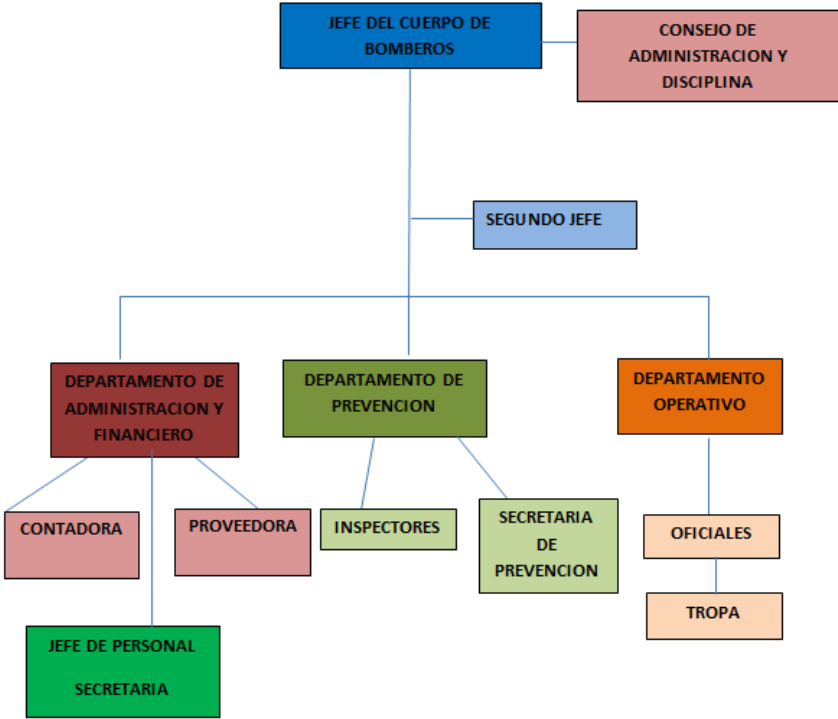 JEFE DEL CUERPO DE
BOMBEROS
CONSEJO DE
ADMINISTRACION Y
DISCIPLINA
SEGUNDO JEFE
DEPARTAMENTO DE
ADMINISTRACION Y
FINANCIERO
DEPARTAMENTO DE
PREVENCION
DEPARTAMENTO
OPERATIVO
CONTADORA
PROVEEDORA
INSPECTORES
SECRETARIA
DE
PREVENCION
OFICIALES
TROPA
JEFE DE PERSONAL
SECRETARIA